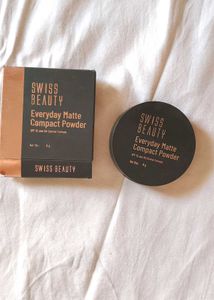 SWISS
BEAUTY
Everyday Matte
Compact Powder
SWISS BEAUTY
SWISS
BEAUTY
Everyday Matte
Compact Powder